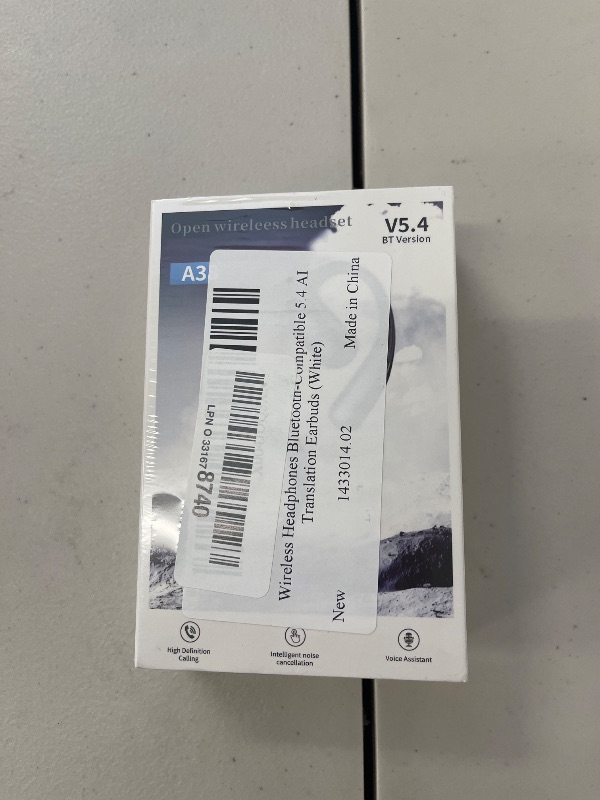 Open wireleess headset
V5.4
BT Version
A3
Wireless Headphones Bluetooth-Compatible 5.4 AI
Translation Earbuds (White)
New 1433014.02 Made in China
LPN O 331678740
High Definition
Calling
Intelligent noise
cancellation
Voice Assistant